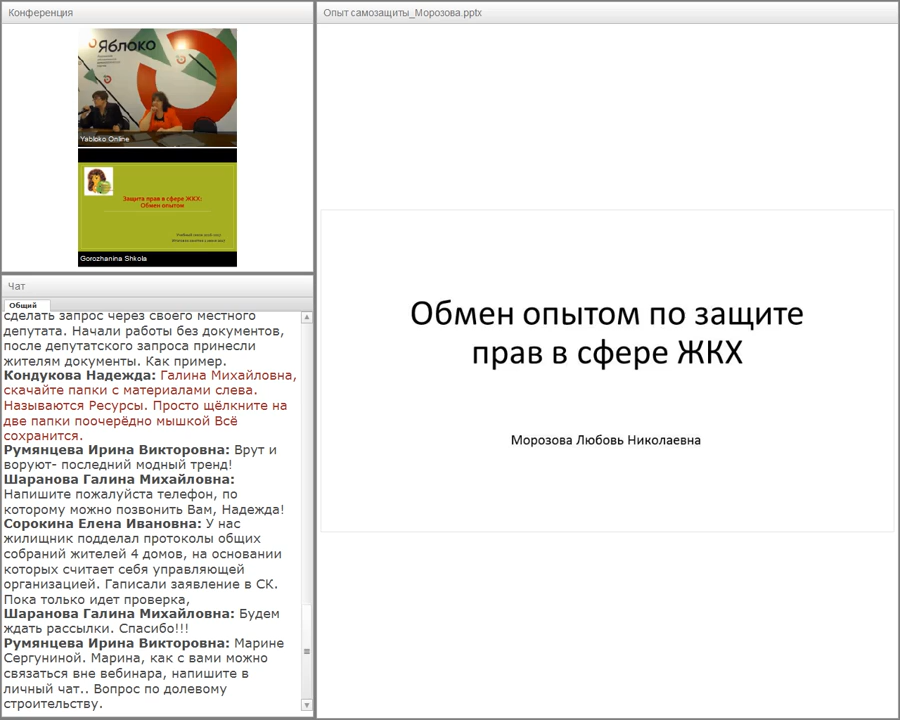 Конференция
Яблоко
Yabloko Online
Защита прав в сфере ЖКХ:
Обмен опытом
Gorozhanina Shkola
Чат
Общий
сделать запрос через своего местного
депутата. Начали работы без документов,
после депутатского запроса принесли
жителям документы. Как пример.
Кондукова Надежда: Галина Михайловна,
скачайте папки с материалами слева.
Называются Ресурсы. Просто щёлкните на
две папки поочерёдно мышкой Всё
сохранится.
Румянцева Ирина Викторовна: Врут и
воруют- последний модный тренд!
Шаранова Галина Михайловна:
Напишите пожалуйста телефон, по
которому можно позвонить Вам, Надежда!
Сорокина Елена Ивановна: У нас
жилищник подделал протоколы общих
собраний жителей 4 домов, на основании
которых считает себя управляющей
организацией. Гаписали заявление в СК.
Пока только идет проверка,
Шаранова Галина Михайловна: Будем
ждать рассылки. Спасибо!!!
Румянцева Ирина Викторовна: Марине
Сергуниной. Марина, как с вами можно
связаться вне вебинара, напишите в
личный чат.. Вопрос по долевому
строительству.
Опыт самозащиты_Морозова.pptx
Обмен опытом по защите
прав в сфере ЖКХ
Морозова Любовь Николаевна